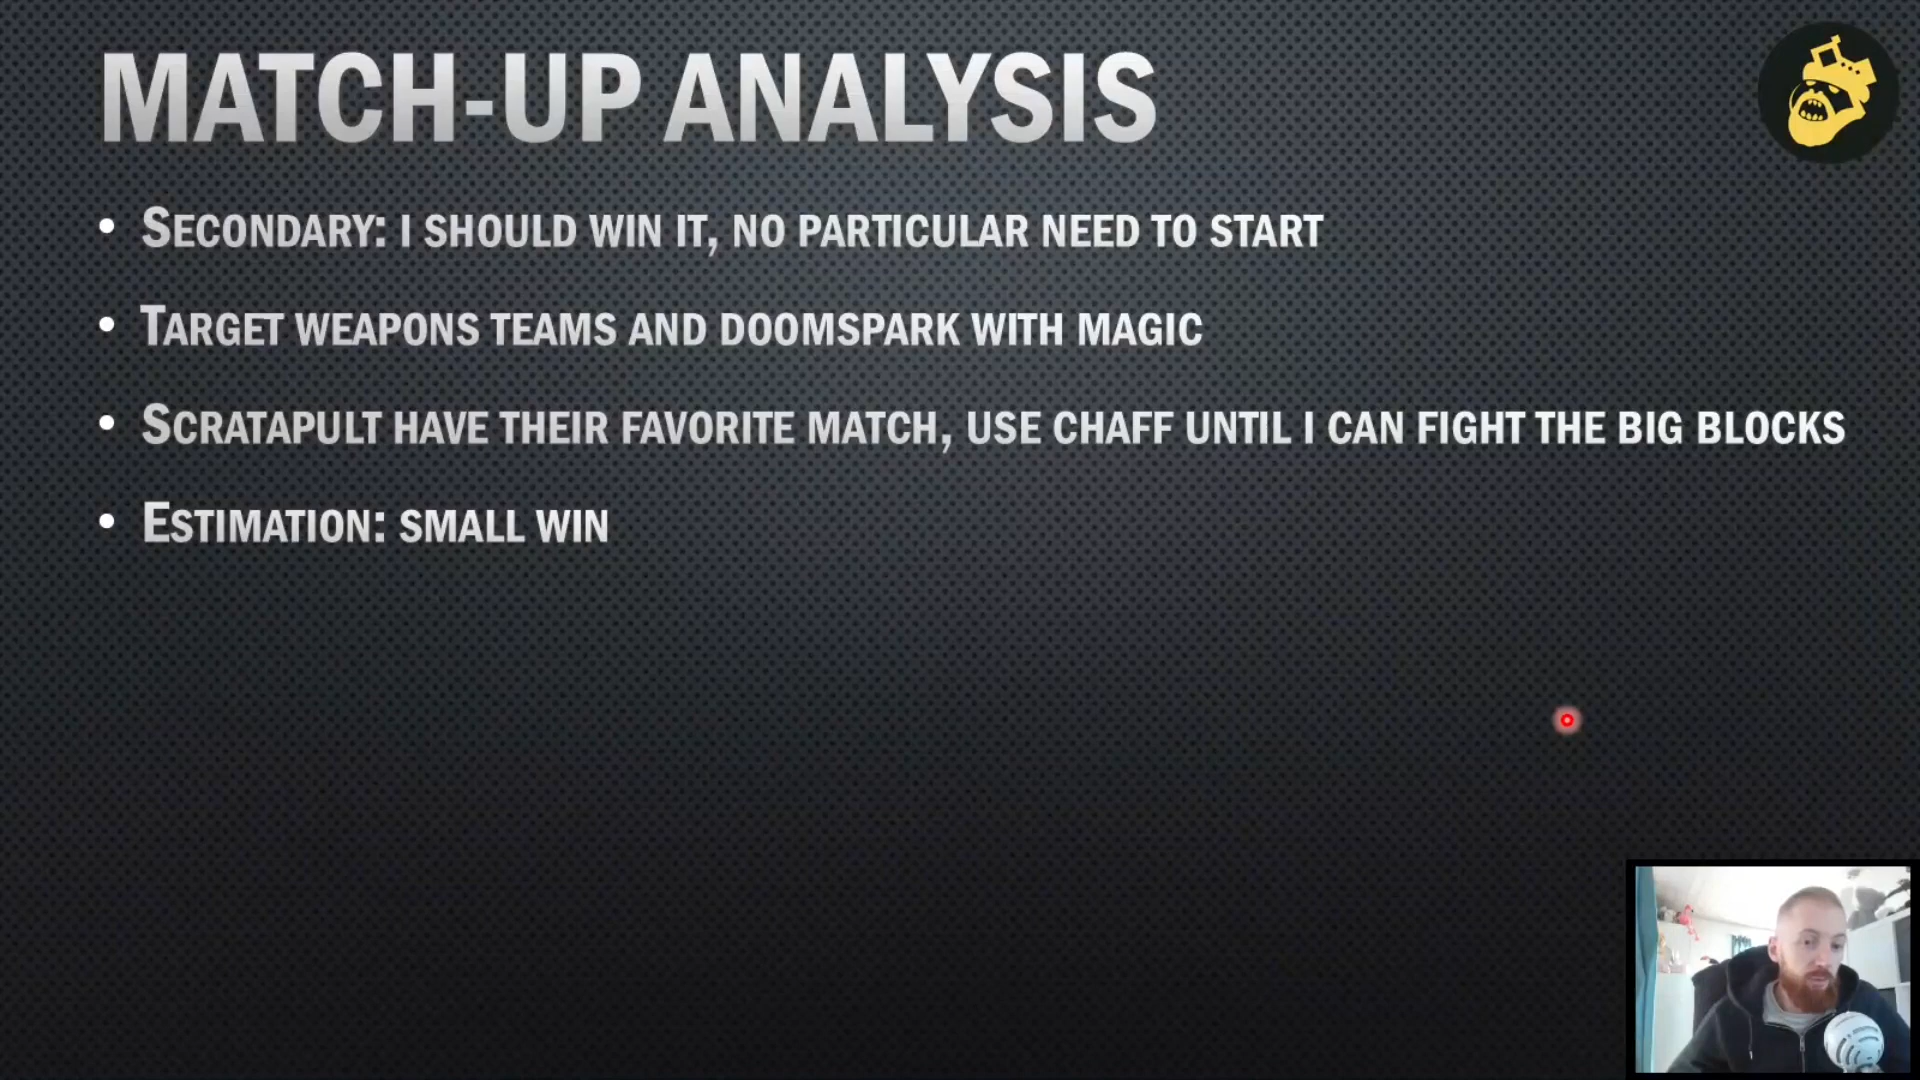 MATCH-UP ANALYSIS
• SECONDARY: I SHOULD WIN IT, NO PARTICULAR NEED TO START
• TARGET WEAPONS TEAMS AND DOOMSPARK WITH MAGIC
• SCRATAPULT HAVE THEIR FAVORITE MATCH, USE CHAFF UNTIL I CAN FIGHT THE BIG BLOCKS
• ESTIMATION: SMALL WIN